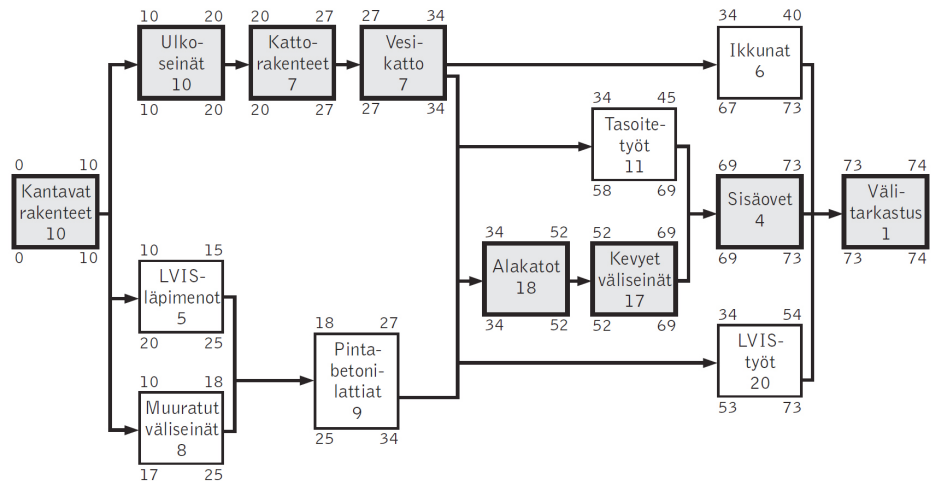 10 20
Ulko-
seinät
10
10 20
20 27
Katto-
rakenteet
7
20 27
27 34
Vesi-
katto
7
27 34
34 40
Ikkunat
6
67 73
34 45
Tasoite-
työt
11
58 69
0 10
Kantavat
rakenteet
10
0 10
69 73
Sisäovet
4
69 73
73 74
Väli-
tarkastus
1
73 74
10 15
LVIS-
läpimenot
5
20 25
34 52
Alakatot
18
34 52
52 69
Kevyet
väliseinät
17
52 69
18 27
Pinta-
betoni-
lattiat
9
25 34
34 54
LVIS-
työt
20
53 73
10 18
Muuratut
väliseinät
8
17 25